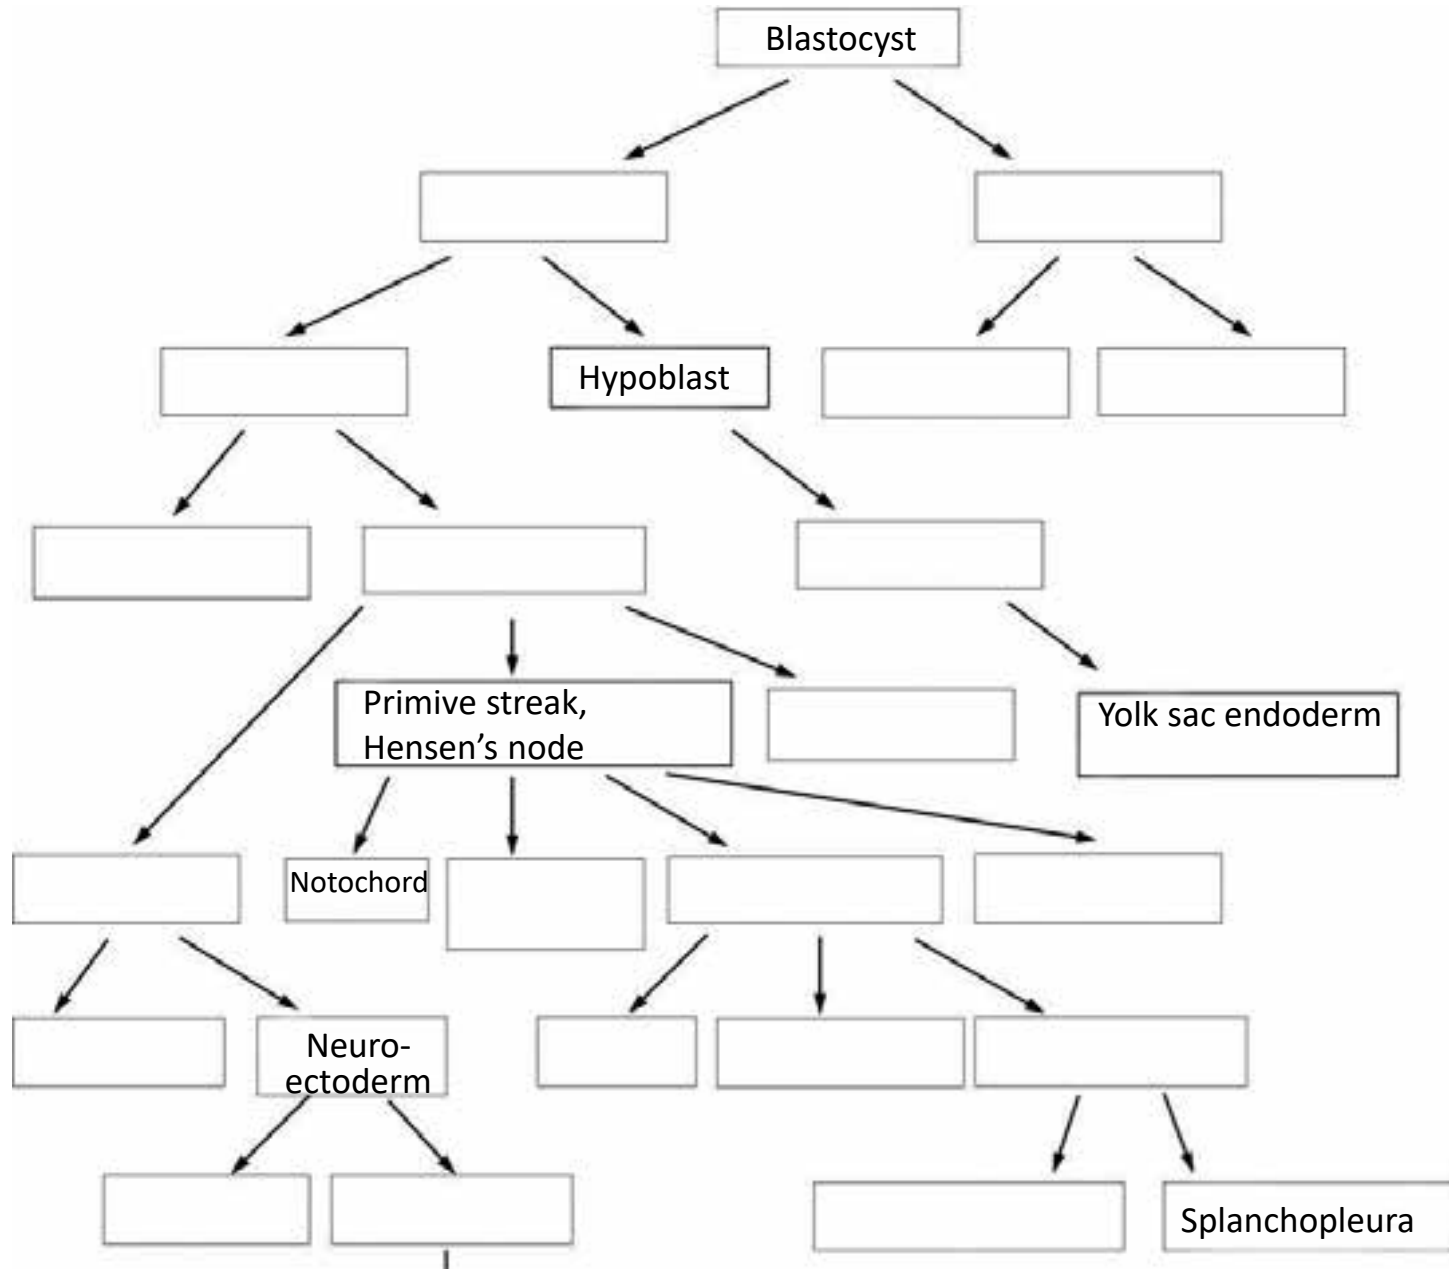 Blastocyst
Hypoblast
Primive streak,
Hensen's node
Yolk sac endoderm
Notochord
Neuro-
ectoderm
Splanchopleura